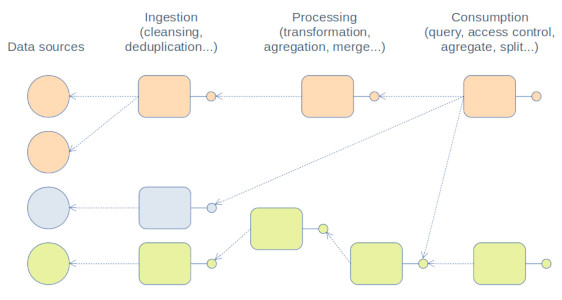 Data sources
Ingestion
(cleansing,
deduplication...)
Processing
(transformation,
agregation, merge...)
Consumption
(query, access control,
agregate, split...)